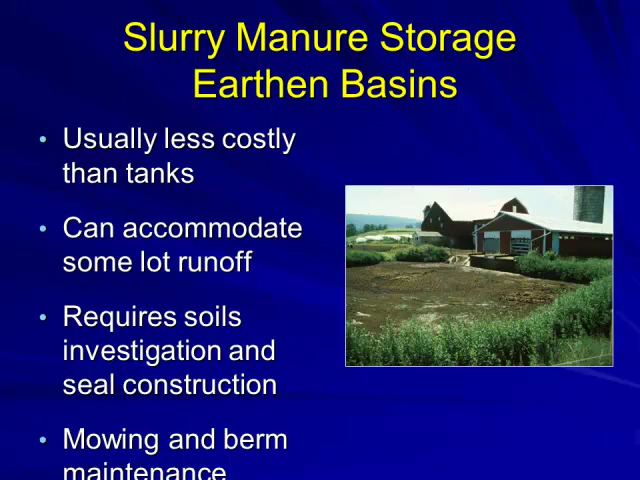 Slurry Manure Storage
Earthen Basins
• Usually less costly
than tanks
• Can accommodate
some lot runoff
• Requires soils
investigation and
seal construction
• Mowing and berm
maintenance